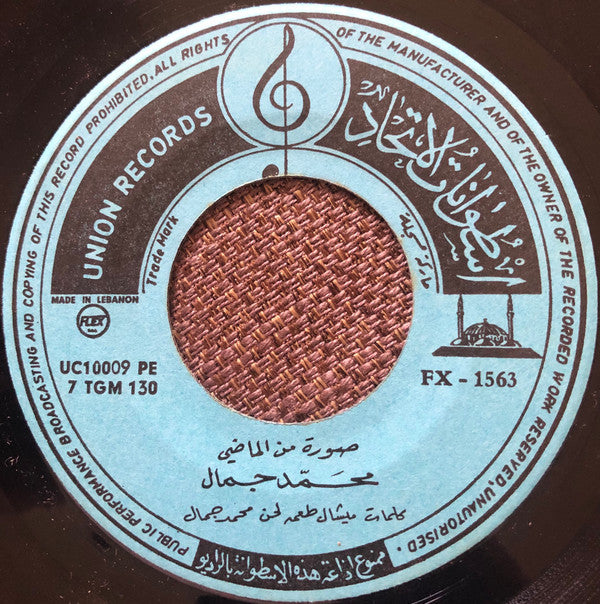 PUBLIC PERFORMANCE BROADCASTING AND COPYING OF THIS RECORD PROHIBITED. ALL RIGHTS OF THE MANUFACTURER AND OF THE OWNER OF THE RECORDED WORK RESERVED, UNAUTORISED.
UNION RECORDS
اسطوانات الاتحاد
Trade Mark
ماركة مسجلة
MADE IN LEBANON
FLEX
UC10009 PE
7 TGM 130
FX - 1563
صورة من الماضي
محمد جمال
كلمات ميشال طعمه لحن محمد جمال
ممنوع اذاعة هذه الاسطوانة بالراديو